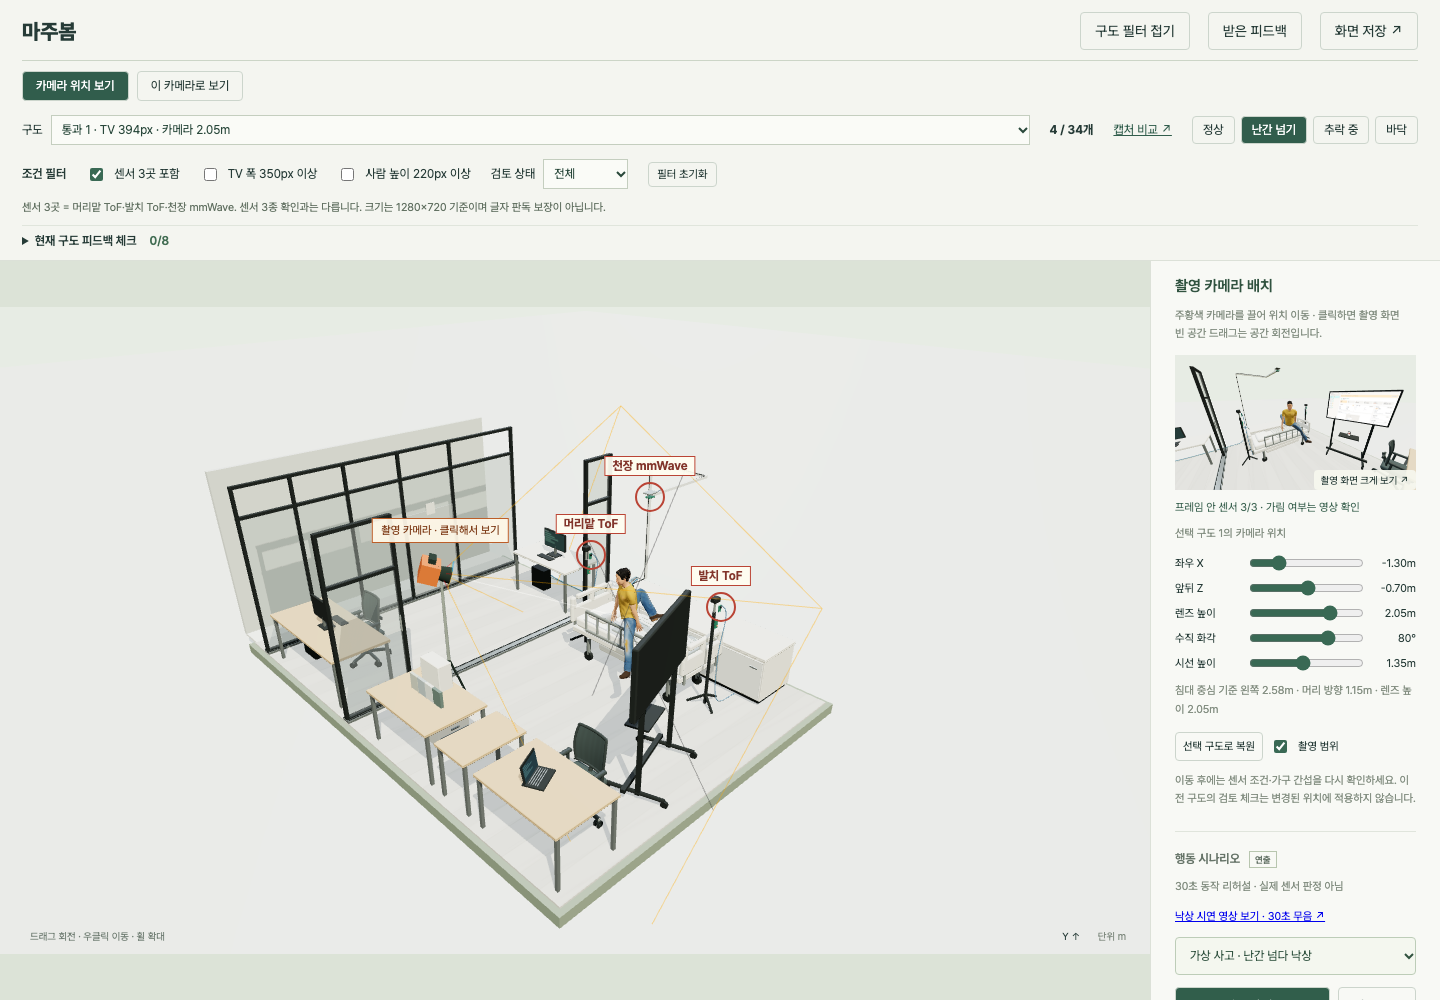 마주봄
구도 필터 접기
받은 피드백
화면 저장 ↗
카메라 위치 보기
이 카메라로 보기
구도
통과 1 · TV 394px · 카메라 2.05m
4 / 34개
캡처 비교 ↗
정상
난간 넘기
추락 중
바닥
조건 필터
센서 3곳 포함
TV 폭 350px 이상
사람 높이 220px 이상
검토 상태
전체
필터 초기화
센서 3곳 = 머리맡 ToF·발치 ToF·천장 mmWave. 센서 3종 확인과는 다릅니다. 크기는 1280×720 기준이며 글자 판독 보장이 아닙니다.
현재 구도 피드백 체크 0/8
천장 mmWave
머리맡 ToF
촬영 카메라 · 클릭해서 보기
발치 ToF
드래그 회전 · 우클릭 이동 · 휠 확대
Y ↑
단위 m
촬영 카메라 배치
주황색 카메라를 끌어 위치 이동 · 클릭하면 촬영 화면
빈 공간 드래그는 공간 회전입니다.
촬영 화면 크게 보기 ↗
프레임 안 센서 3/3 · 가림 여부는 영상 확인
선택 구도 1의 카메라 위치
좌우 X -1.30m
앞뒤 Z -0.70m
렌즈 높이 2.05m
수직 화각 80°
시선 높이 1.35m
침대 중심 기준 왼쪽 2.58m · 머리 방향 1.15m · 렌즈 높
이 2.05m
선택 구도로 복원
촬영 범위
이동 후에는 센서 조건·가구 간섭을 다시 확인하세요. 이
전 구도의 검토 체크는 변경된 위치에 적용하지 않습니다.
행동 시나리오
연출
30초 동작 리허설 · 실제 센서 판정 아님
낙상 시연 영상 보기 · 30초 무음 ↗
가상 사고 · 난간 넘다 낙상